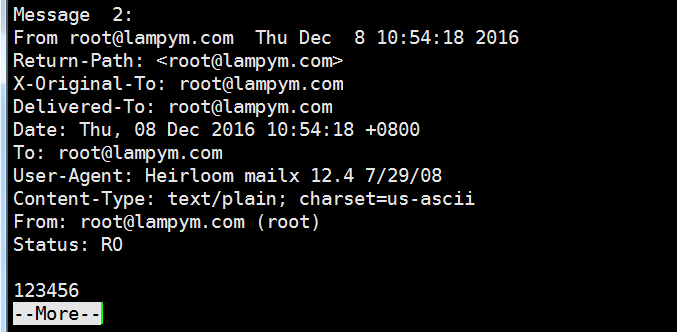 Message  2:
From root@lampym.com  Thu Dec  8 10:54:18 2016
Return-Path: <root@lampym.com>
X-Original-To: root@lampym.com
Delivered-To: root@lampym.com
Date: Thu, 08 Dec 2016 10:54:18 +0800
To: root@lampym.com
User-Agent: Heirloom mailx 12.4 7/29/08
Content-Type: text/plain; charset=us-ascii
From: root@lampym.com (root)
Status: RO

123456
--More--